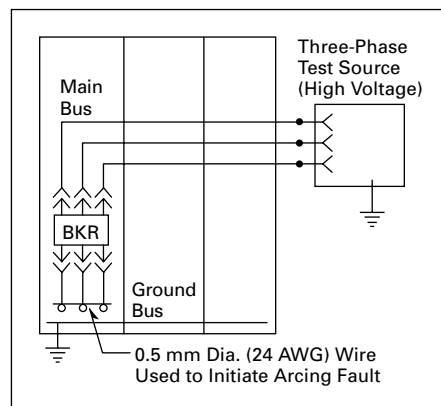 Three-Phase
Test Source
(High Voltage)
Main
Bus
BKR
Ground
Bus
0.5 mm Dia. (24 AWG) Wire
Used to Initiate Arcing Fault